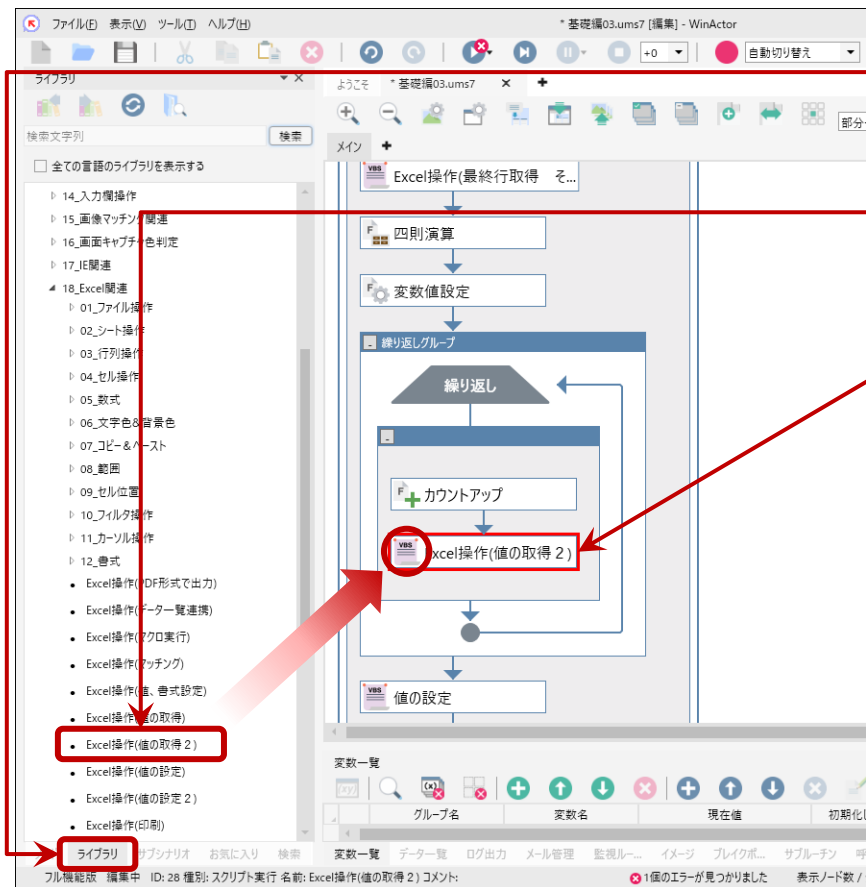 ファイル(F) 表示(V) ツール(T) ヘルプ(H)
* 基礎編03.ums7 [編集] - WinActor
+0
自動切り替え
ライブラリ
検索文字列
検索
全ての言語のライブラリを表示する
14_入力欄操作
15_画像マッチング関連
16_画面キャプチャ色判定
17_IE関連
18_Excel関連
01_ファイル操作
02_シート操作
03_行列操作
04_セル操作
05_数式
06_文字色&背景色
07_コピー&ペースト
08_範囲
09_セル位置
10_フィルタ操作
11_カーソル操作
12_書式
Excel操作(PDF形式で出力)
Excel操作(データ一覧連携)
Excel操作(マクロ実行)
Excel操作(マッチング)
Excel操作(値、書式設定)
Excel操作(値の取得)
Excel操作(値の取得２)
Excel操作(値の設定)
Excel操作(値の設定２)
Excel操作(印刷)
ライブラリ サブシナリオ お気に入り 検索
ようこそ * 基礎編03.ums7
部分
メイン
VBS
Excel操作(最終行取得 そ...
F
四則演算
F
変数値設定
繰り返しグループ
繰り返し
F
カウントアップ
VBS
Excel操作(値の取得２)
VBS
値の設定
変数一覧
グループ名 変数名 現在値 初期化し
変数一覧 データ一覧 ログ出力 メール管理 監視ルー... イメージ ブレイクポ... サブルーチン 呼
フル機能版 編集中 ID: 28 種別: スクリプト実行 名前: Excel操作(値の取得２) コメント:
1個のエラーが見つかりました 表示ノード数 /